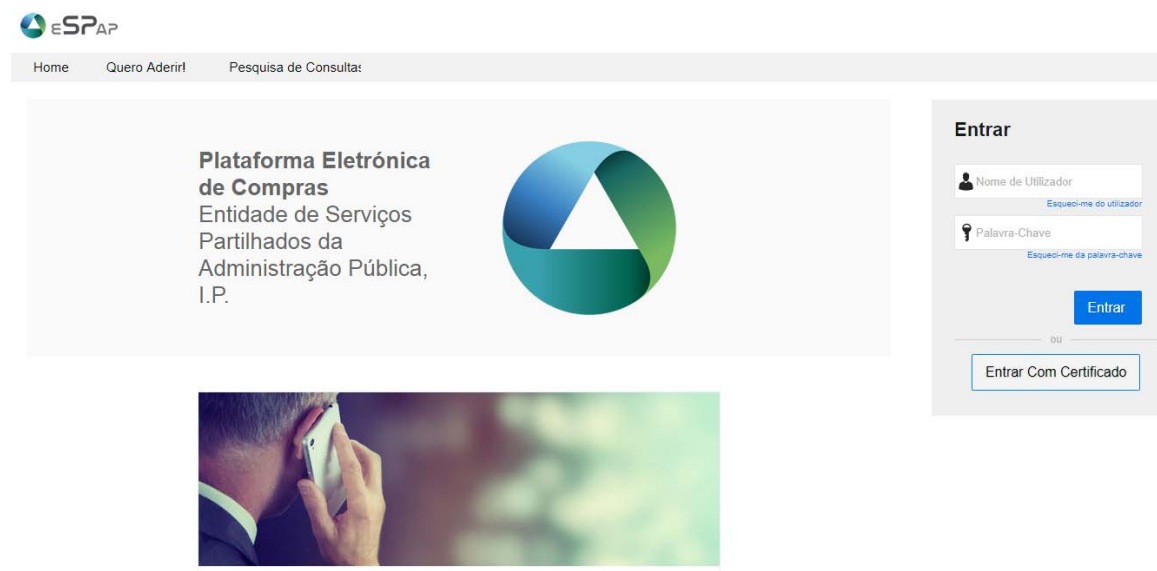 eSPap
Home Quero Aderir! Pesquisa de Consultas
Plataforma Eletrónica
de Compras
Entidade de Serviços
Partilhados da
Administração Pública,
I.P.
Entrar
Nome de Utilizador
Esqueci-me do utilizador
Palavra-Chave
Esqueci-me da palavra-chave
Entrar
ou
Entrar Com Certificado